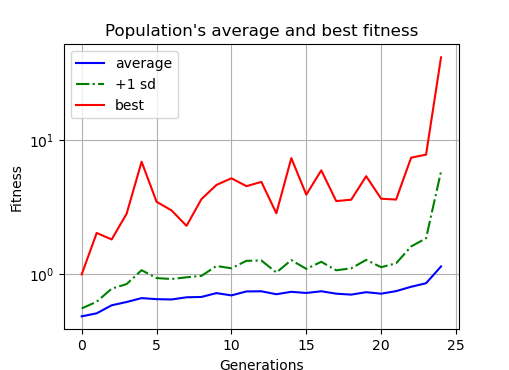 Population's average and best fitness
average
+1 sd
best
Fitness
10¹
10⁰
0 5 10 15 20 25
Generations